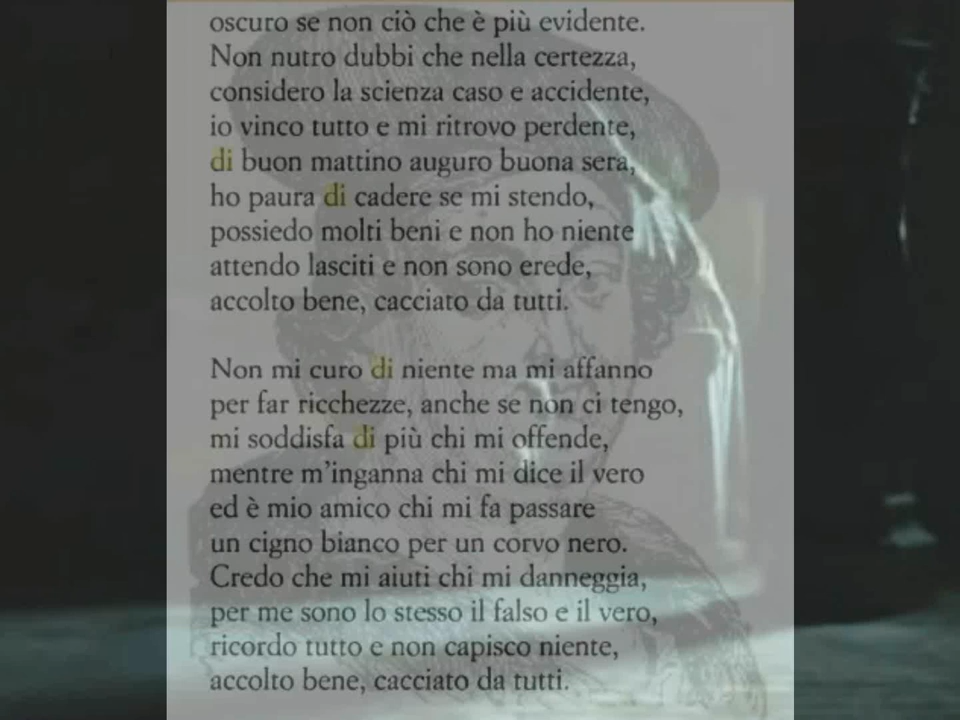 oscuro se non ciò che è più evidente.
Non nutro dubbi che nella certezza,
considero la scienza caso e accidente,
io vinco tutto e mi ritrovo perdente,
di buon mattino auguro buona sera,
ho paura di cadere se mi stendo,
possiedo molti beni e non ho niente
attendo lasciti e non sono erede,
accolto bene, cacciato da tutti.

Non mi curo di niente ma mi affanno
per far ricchezze, anche se non ci tengo,
mi soddisfa di più chi mi offende,
mentre m'inganna chi mi dice il vero
ed è mio amico chi mi fa passare
un cigno bianco per un corvo nero.
Credo che mi aiuti chi mi danneggia,
per me sono lo stesso il falso e il vero,
ricordo tutto e non capisco niente,
accolto bene, cacciato da tutti.